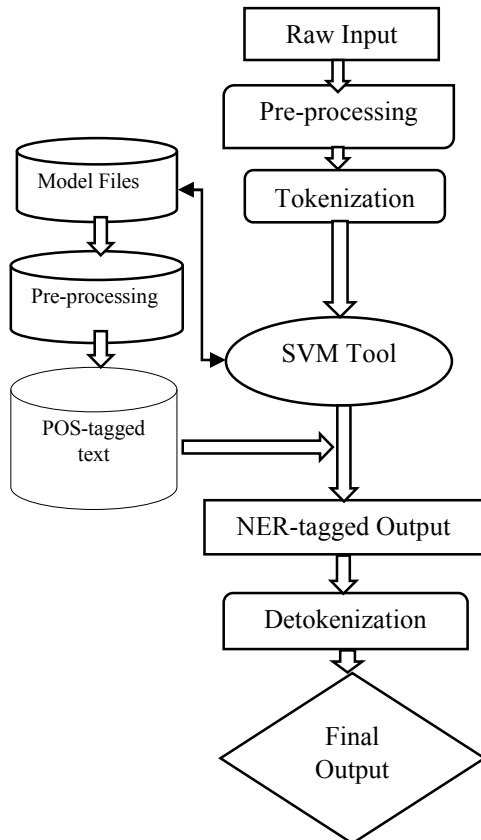 Raw Input
Pre-processing
Tokenization
Model Files
Pre-processing
SVM Tool
POS-tagged
text
NER-tagged Output
Detokenization
Final
Output